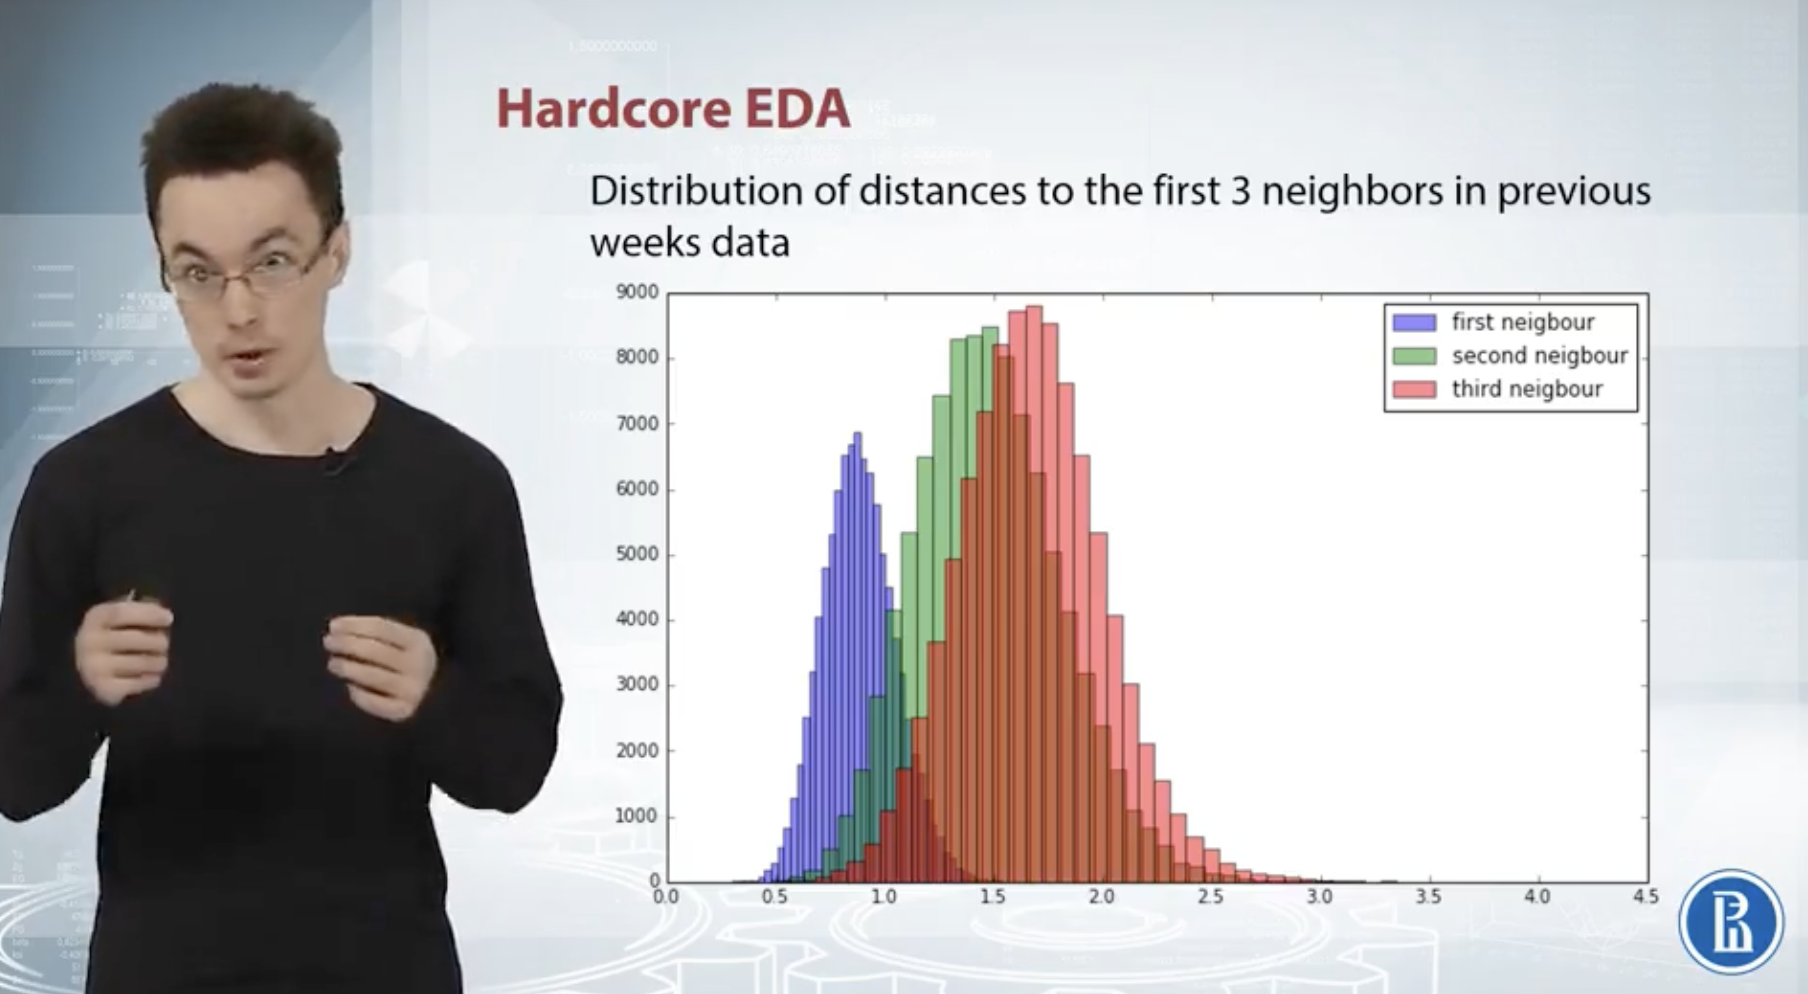 Hardcore EDA
Distribution of distances to the first 3 neighbors in previous
weeks data
9000
8000
7000
6000
5000
4000
3000
2000
1000
0
first neigbour
second neigbour
third neigbour
0.0 0.5 1.0 1.5 2.0 2.5 3.0 3.5 4.0 4.5